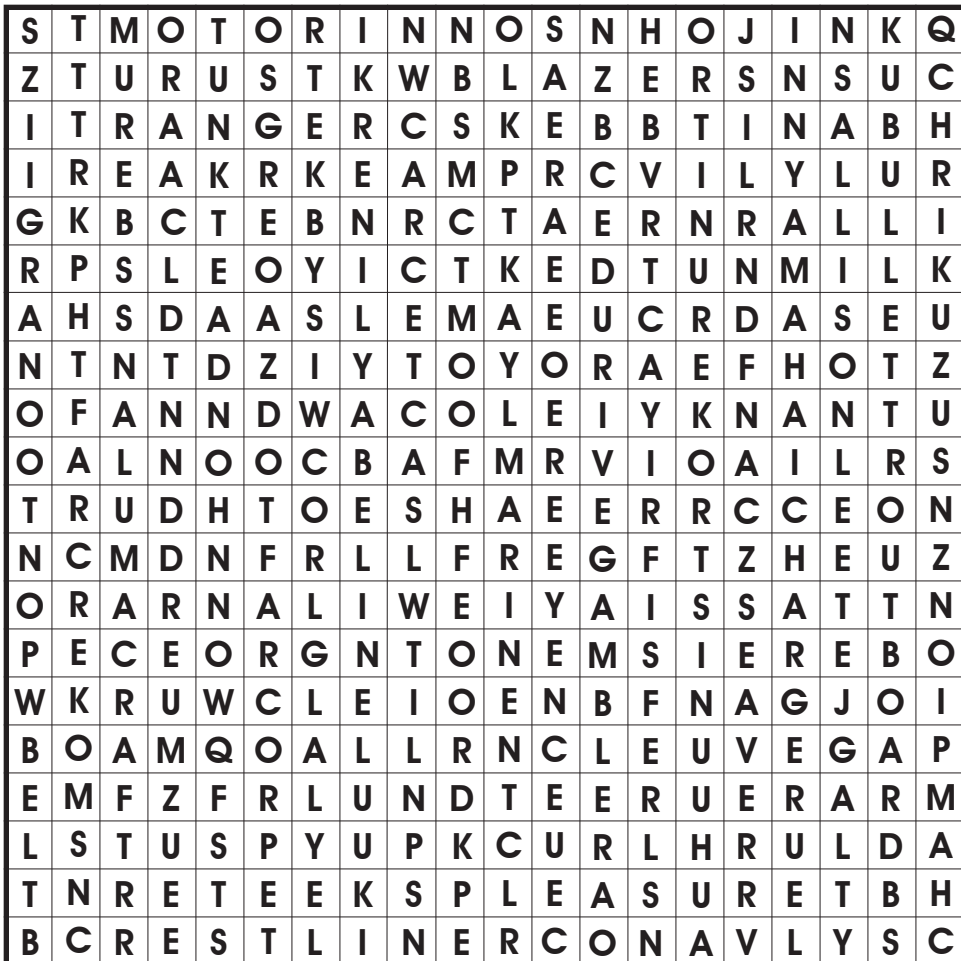 S T M O T O R I N N O S N H O J I N K Q
Z T U R U S T K W B L A Z E R S N S U C
I T R A N G E R C S K E B B T I N A B H
I R E A K R K E A M P R C V I L Y L U R
G K B C T E B N R C T A E R N R A L L I
R P S L E O Y I C T K E D T U N M I L K
A H S D A A S L E M A E U C R D A S E U
N T N T D Z I Y T O Y O R A E F H O T Z
O F A N N D W A C O L E I Y K N A N T U
O A L N O O C B A F M R V I O A I L R S
T R U D H T O E S H A E E R R C C E O N
N C M D N F R L L F R E G F T Z H E U Z
O R A R N A L I W E I Y A I S S A T T N
P E C E O R G N T O N E M S I E R E B O
W K R U W C L E I O E N B F N A G J O I
B O A M Q O A L L R N C L E U V E G A P
E M F Z F R L U N D T E E R U E R A R M
L S T U S P Y U P K C U R L H R U L D A
T N R E T E E K S P L E A S U R E T B H
B C R E S T L I N E R C O N A V L Y S C